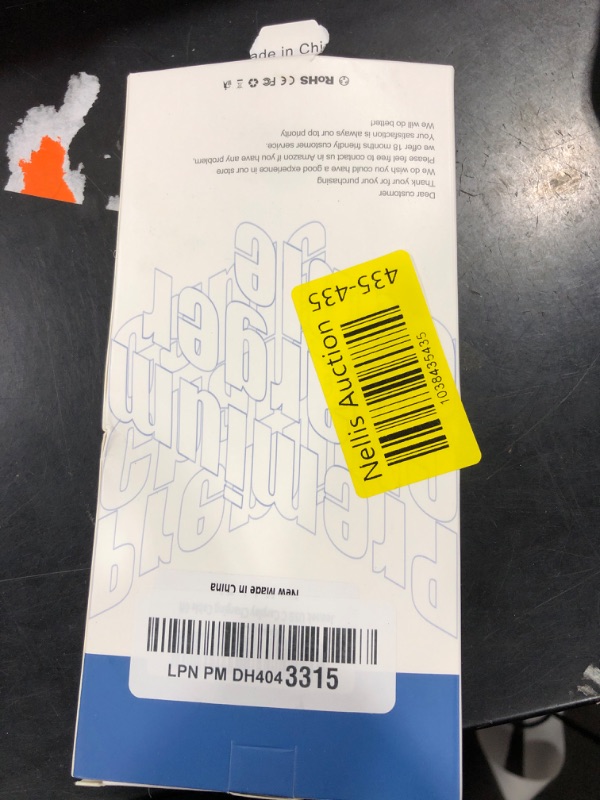 ade in Chi
RoHS CE FC
Dear customer
Thank your for your purchasing
We do wish you could have a good experience in our store
Please feel free to contact us in Amazon if you have any problem,
we offer 18 months friendly customer service.
Your satisfaction is always our top priority
We will do better!
435-435
Nellis Auction
1038435435
Premium
New Made in China
LPN PM DH4043315